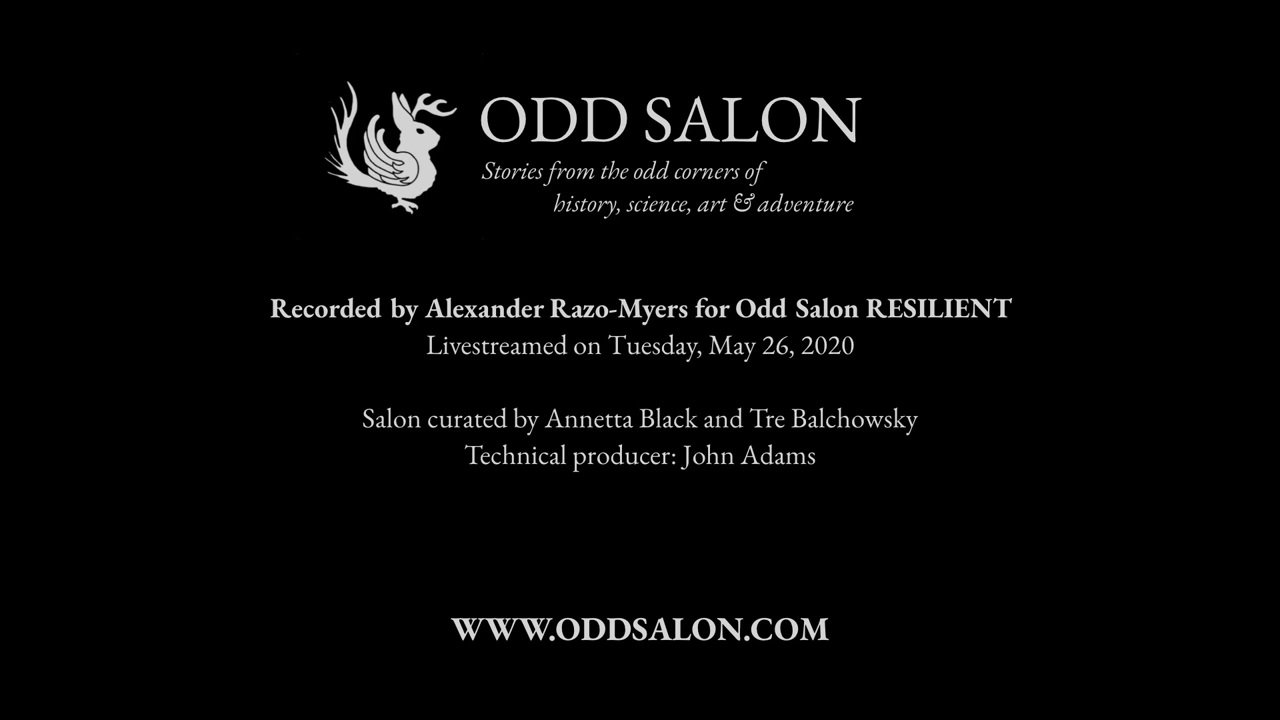 ODD SALON
Stories from the odd corners of
history, science, art & adventure
Recorded by Alexander Razo-Myers for Odd Salon RESILIENT
Livestreamed on Tuesday, May 26, 2020
Salon curated by Annetta Black and Tre Balchowsky
Technical producer: John Adams
WWW.ODDSALON.COM